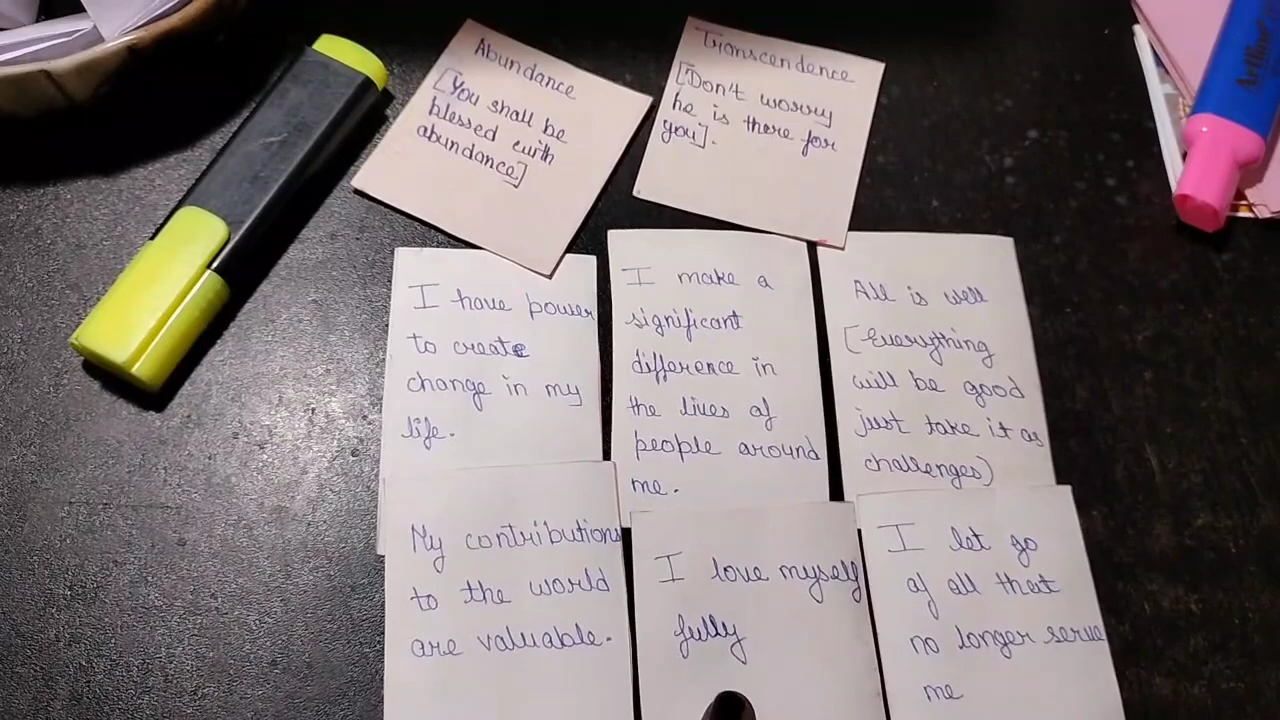 Abundance
[You shall be
blessed with
abundance]
Transcendence
[Don't worry
he is there for
you].
I have power
to create
change in my
life.
I make a
significant
difference in
the lives of
people around
me.
All is well
[Everything
will be good
just take it as
challenges)
My contributions
to the world
are valuable.
I love myself
fully
I let go
of all that
no longer serve
me
Artline